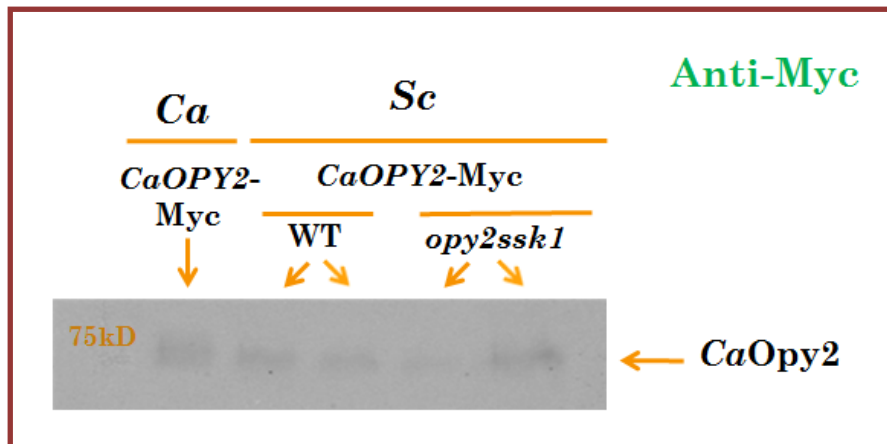 Anti-Myc
Ca
Sc
CaOPY2-
Myc
CaOPY2-Myc
WT
opy2ssk1
75kD
CaOpy2